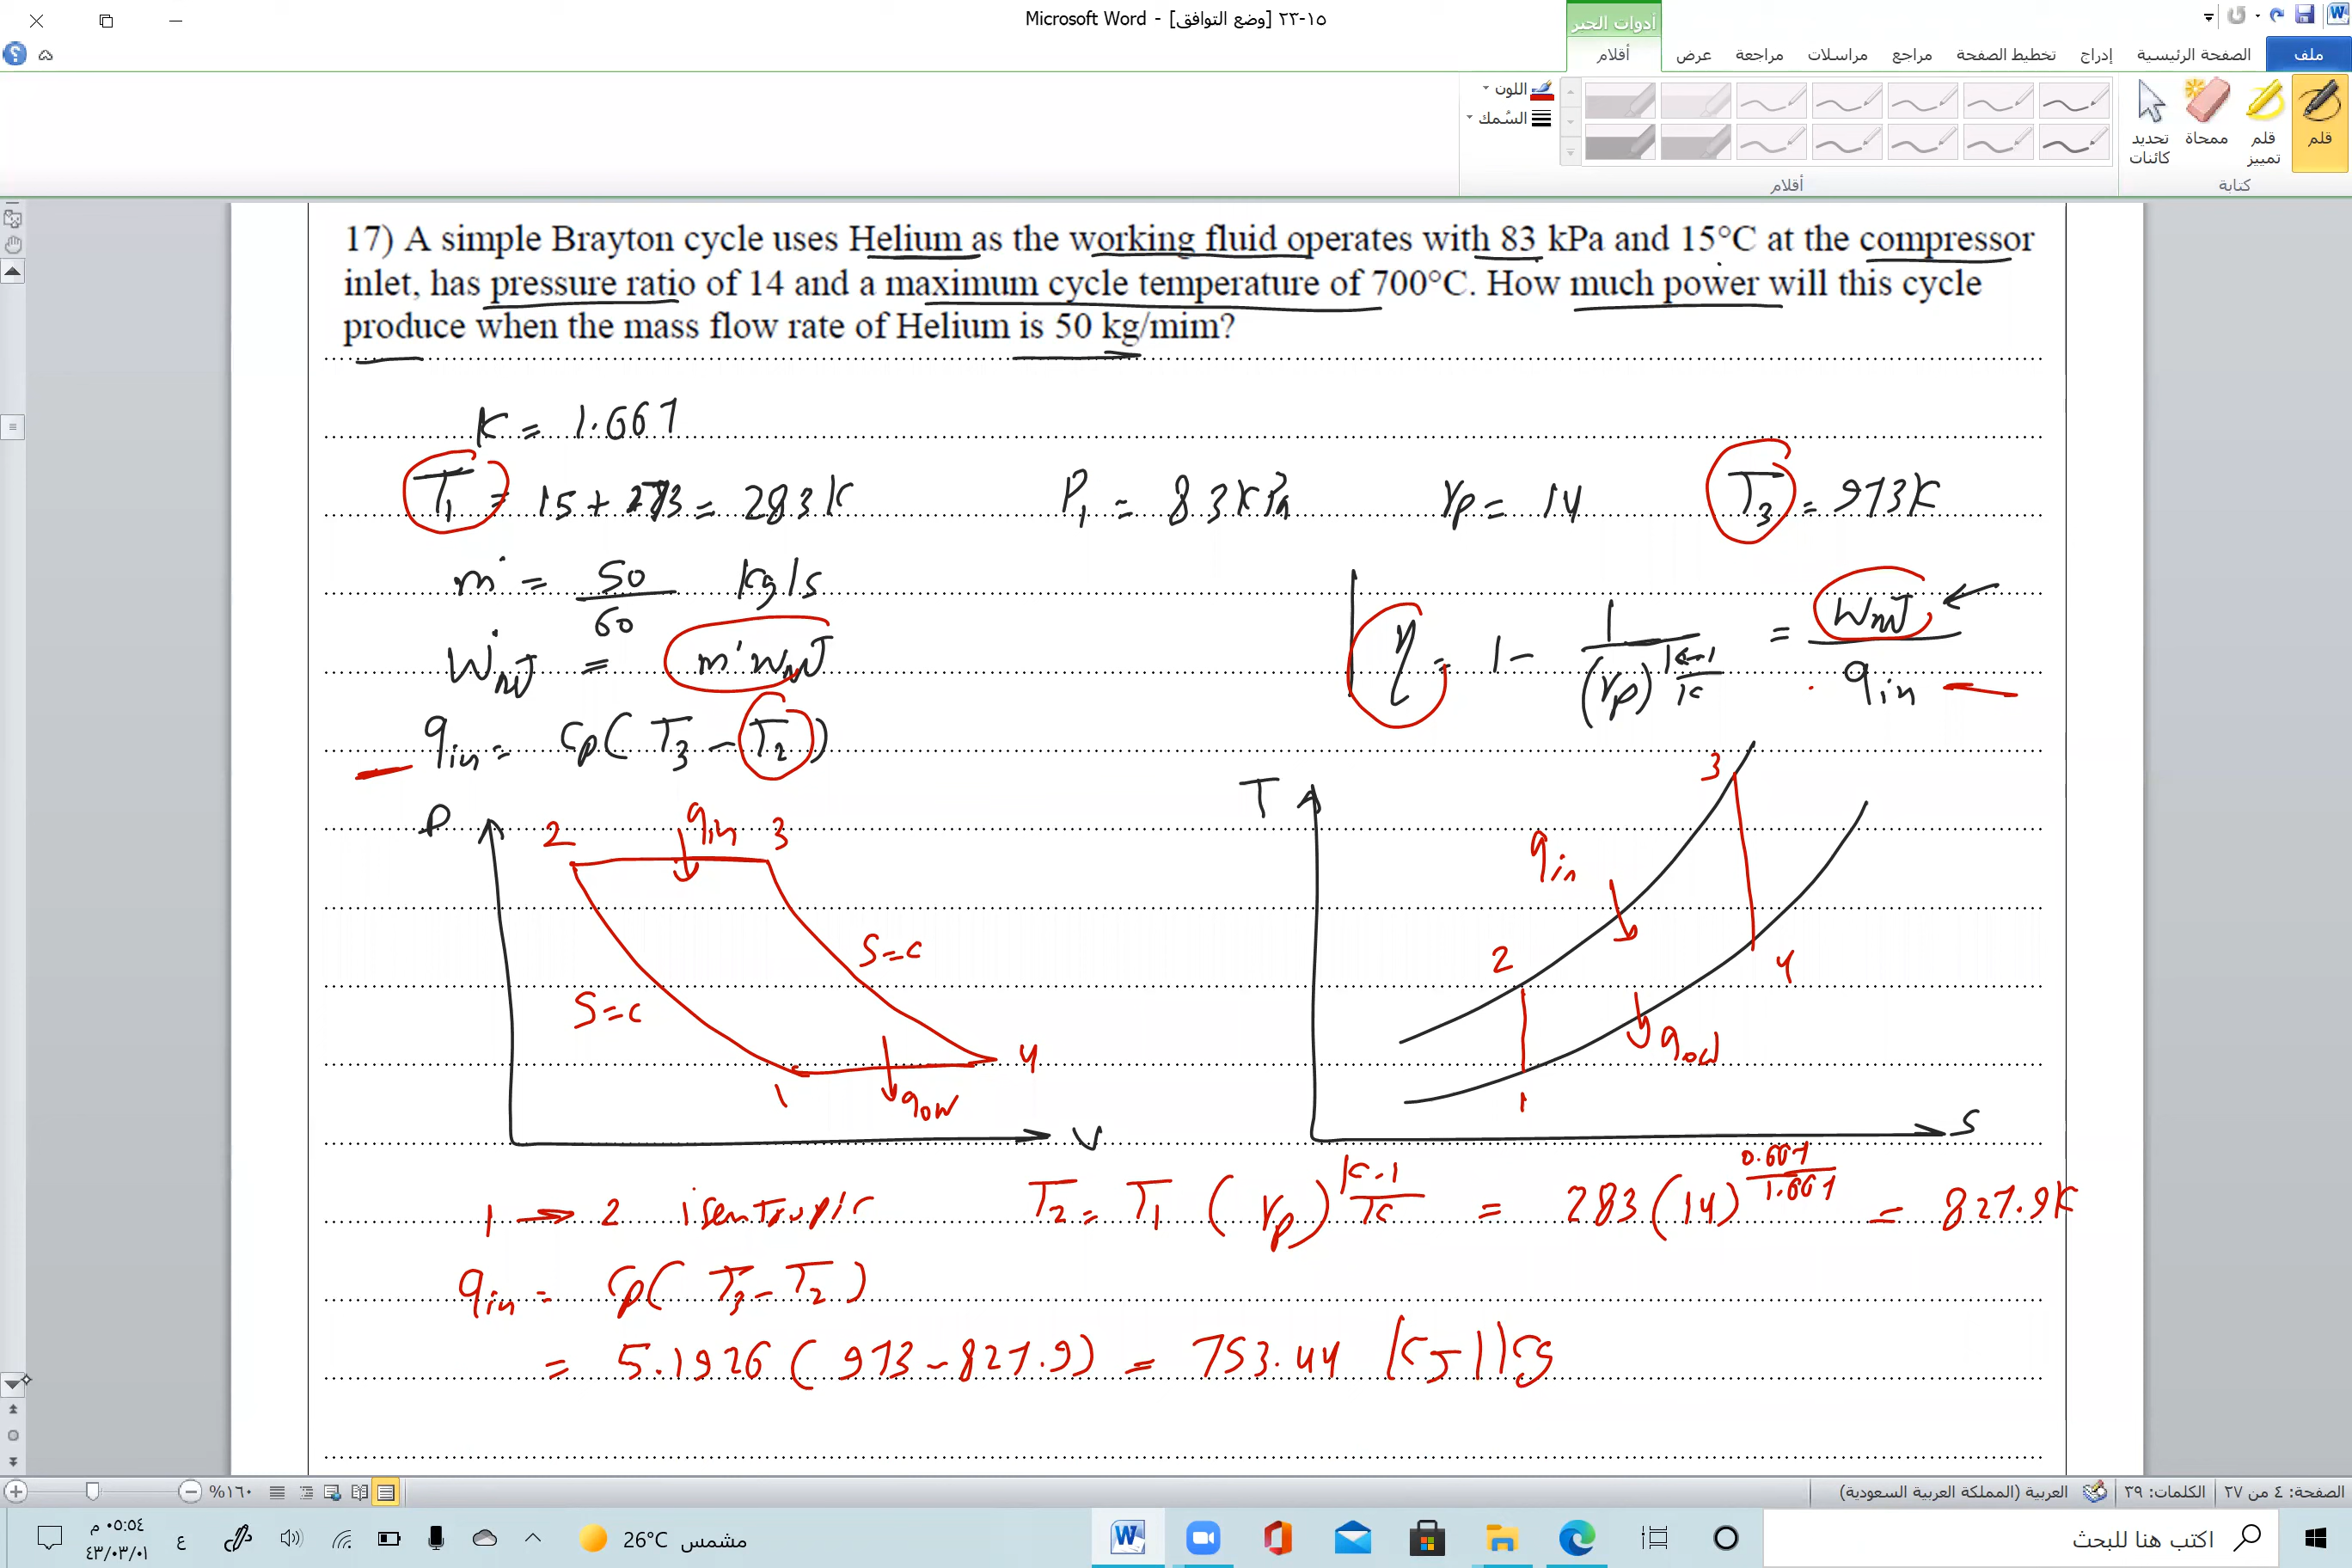 ١٥-٢٣ [وضع التوافق] - Microsoft Word
أدوات الحبر
ملف
الصفحة الرئيسية
إدراج
تخطيط الصفحة
مراجع
مراسلات
مراجعة
عرض
أقلام
قلم
قلم تمييز
ممحاة
تحديد كائنات
كتابة
اللون
السُمك
أقلام
17) A simple Brayton cycle uses Helium as the working fluid operates with 83 kPa and 15°C at the compressor
inlet, has pressure ratio of 14 and a maximum cycle temperature of 700°C. How much power will this cycle
produce when the mass flow rate of Helium is 50 kg/mim?
K = 1.667
T1 = 15 + 273 = 283 K
P1 = 83 kPa
rp = 14
T3 = 973 K
ṁ = 50/60 kg/s
Ẇnet = ṁ wnet
η = 1 - 1/(rp)^((k-1)/k) = wnet/qin
qin = Cp(T3 - T2)
P
2
qin
3
S=c
S=c
4
1
qout
V
T
3
qin
2
4
qout
1
S
1 → 2 isentropic T2 = T1 (rp)^((k-1)/k) = 283(14)^(0.667/1.667) = 827.9 K
qin = Cp(T3 - T2)
= 5.1926(973 - 827.9) = 753.44 kJ/kg
الصفحة: ٤ من ٢٧
الكلمات: ٣٩
العربية (المملكة العربية السعودية)
١٦٠%
اكتب هنا للبحث
26°C مشمس
ع
٠٥:٥٤ م
٤٣/٠٣/٠١